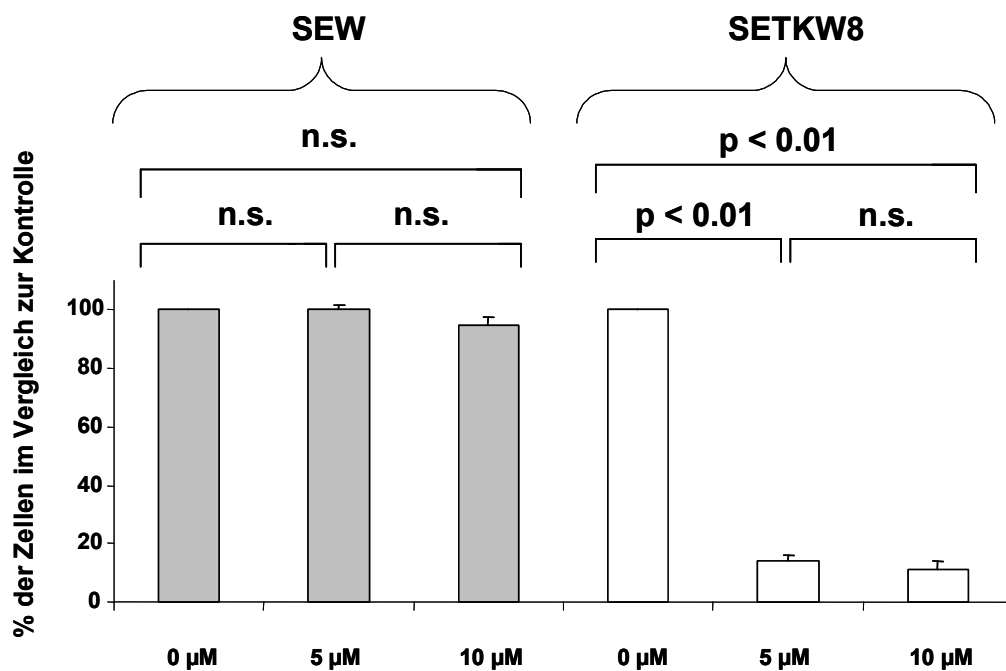 SEW SETKW8
n.s. p < 0.01
n.s. n.s. p < 0.01 n.s.
% der Zellen im Vergleich zur Kontrolle
100
80
60
40
20
0
0 µM 5 µM 10 µM 0 µM 5 µM 10 µM